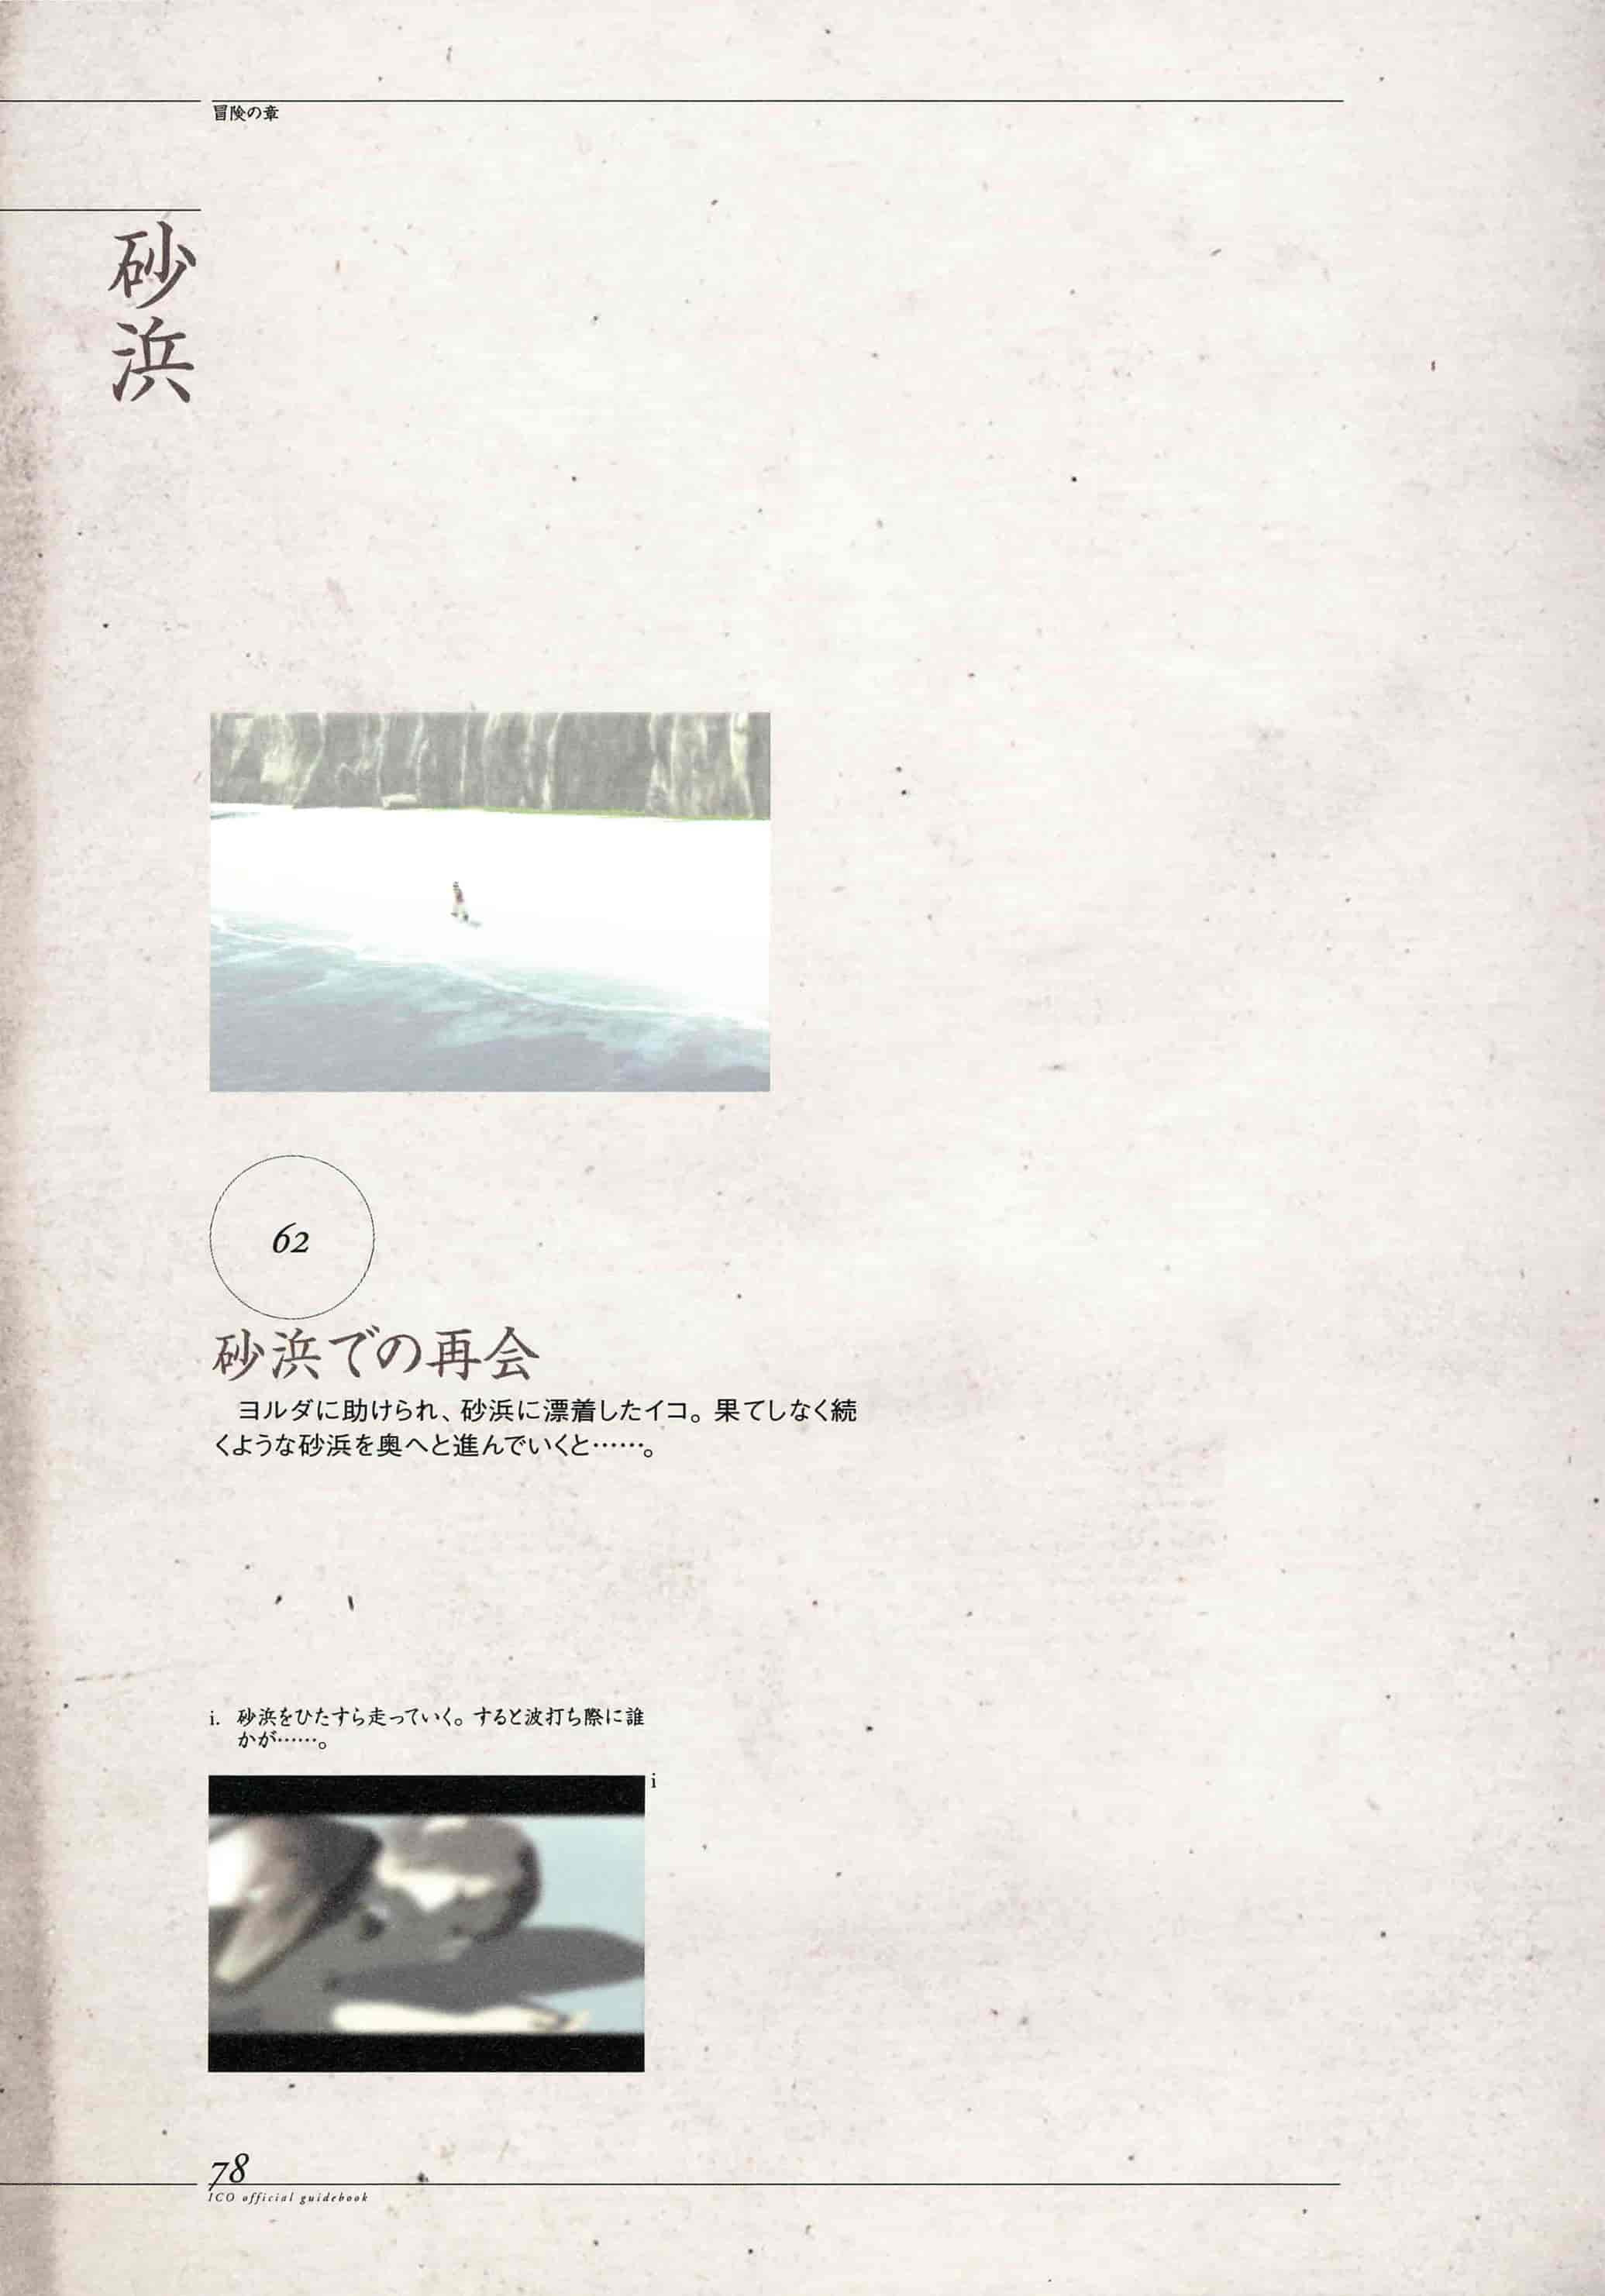 冒険の章
砂浜
62
砂浜での再会
ヨルダに助けられ、砂浜に漂着したイコ。果てしなく続
くような砂浜を奥へと進んでいくと……。
i. 砂浜をひたすら走っていく。すると波打ち際に誰
かが……。
i
78
ICO official guidebook